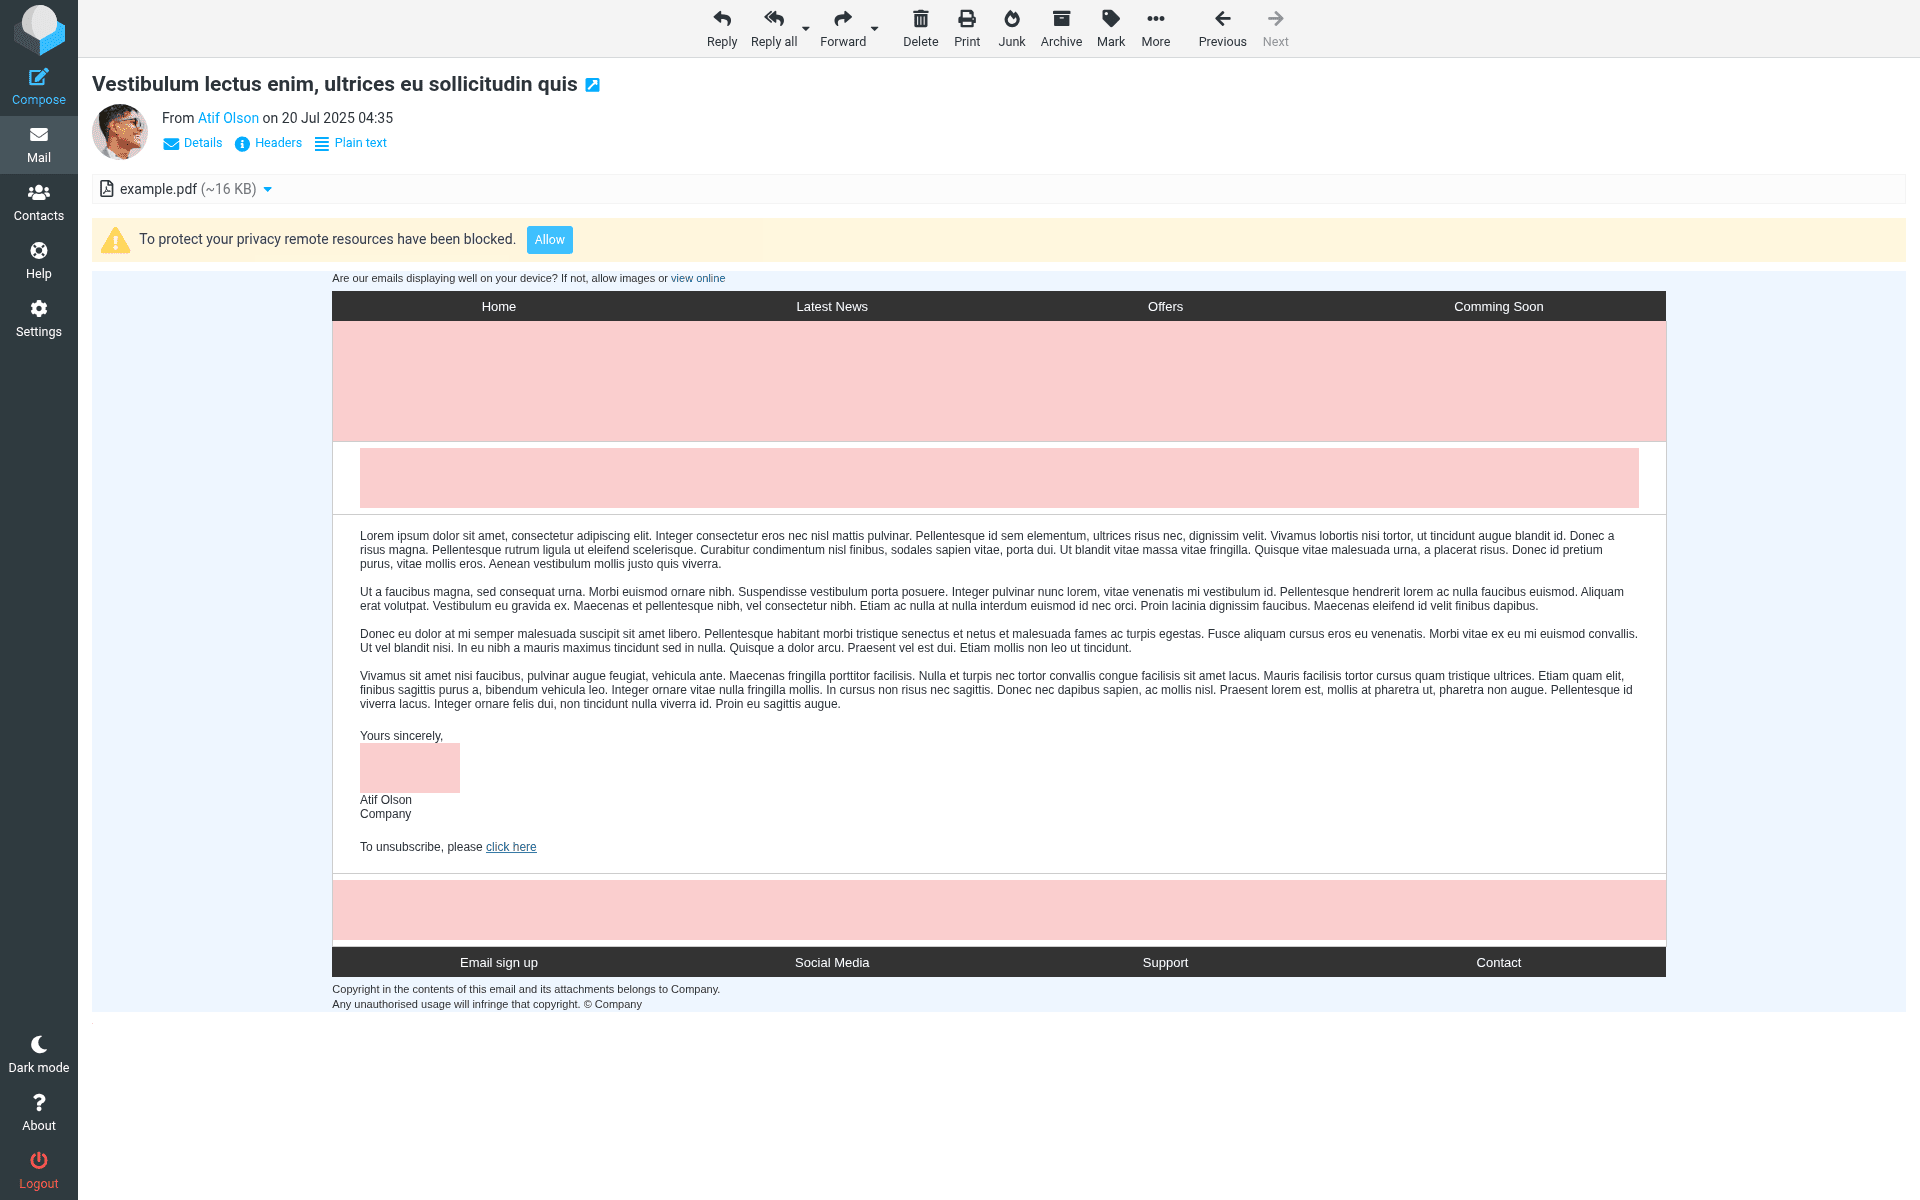 Reply
Reply all
Forward
Delete
Print
Junk
Archive
Mark
More
Previous
Next
Compose
Mail
Contacts
Help
Settings
Dark mode
About
Logout
Vestibulum lectus enim, ultrices eu sollicitudin quis
From Atif Olson on 20 Jul 2025 04:35
Details Headers Plain text
example.pdf (~16 KB)
To protect your privacy remote resources have been blocked. Allow
Are our emails displaying well on your device? If not, allow images or view online
Home Latest News Offers Comming Soon
Lorem ipsum dolor sit amet, consectetur adipiscing elit. Integer consectetur eros nec nisl mattis pulvinar. Pellentesque id sem elementum, ultrices risus nec, dignissim velit. Vivamus lobortis nisi tortor, ut tincidunt augue blandit id. Donec a
risus magna. Pellentesque rutrum ligula ut eleifend scelerisque. Curabitur condimentum nisl finibus, sodales sapien vitae, porta dui. Ut blandit vitae massa vitae fringilla. Quisque vitae malesuada urna, a placerat risus. Donec id pretium
purus, vitae mollis eros. Aenean vestibulum mollis justo quis viverra.
Ut a faucibus magna, sed consequat urna. Morbi euismod ornare nibh. Suspendisse vestibulum porta posuere. Integer pulvinar nunc lorem, vitae venenatis mi vestibulum id. Pellentesque hendrerit lorem ac nulla faucibus euismod. Aliquam
erat volutpat. Vestibulum eu gravida ex. Maecenas et pellentesque nibh, vel consectetur nibh. Etiam ac nulla at nulla interdum euismod id nec orci. Proin lacinia dignissim faucibus. Maecenas eleifend id velit finibus dapibus.
Donec eu dolor at mi semper malesuada suscipit sit amet libero. Pellentesque habitant morbi tristique senectus et netus et malesuada fames ac turpis egestas. Fusce aliquam cursus eros eu venenatis. Morbi vitae ex eu mi euismod convallis.
Ut vel blandit nisi. In eu nibh a mauris maximus tincidunt sed in nulla. Quisque a dolor arcu. Praesent vel est dui. Etiam mollis non leo ut tincidunt.
Vivamus sit amet nisi faucibus, pulvinar augue feugiat, vehicula ante. Maecenas fringilla porttitor facilisis. Nulla et turpis nec tortor convallis congue facilisis sit amet lacus. Mauris facilisis tortor cursus quam tristique ultrices. Etiam quam elit,
finibus sagittis purus a, bibendum vehicula leo. Integer ornare vitae nulla fringilla mollis. In cursus non risus nec sagittis. Donec nec dapibus sapien, ac mollis nisl. Praesent lorem est, mollis at pharetra ut, pharetra non augue. Pellentesque id
viverra lacus. Integer ornare felis dui, non tincidunt nulla viverra id. Proin eu sagittis augue.
Yours sincerely,
Atif Olson
Company
To unsubscribe, please click here
Email sign up Social Media Support Contact
Copyright in the contents of this email and its attachments belongs to Company.
Any unauthorised usage will infringe that copyright. © Company